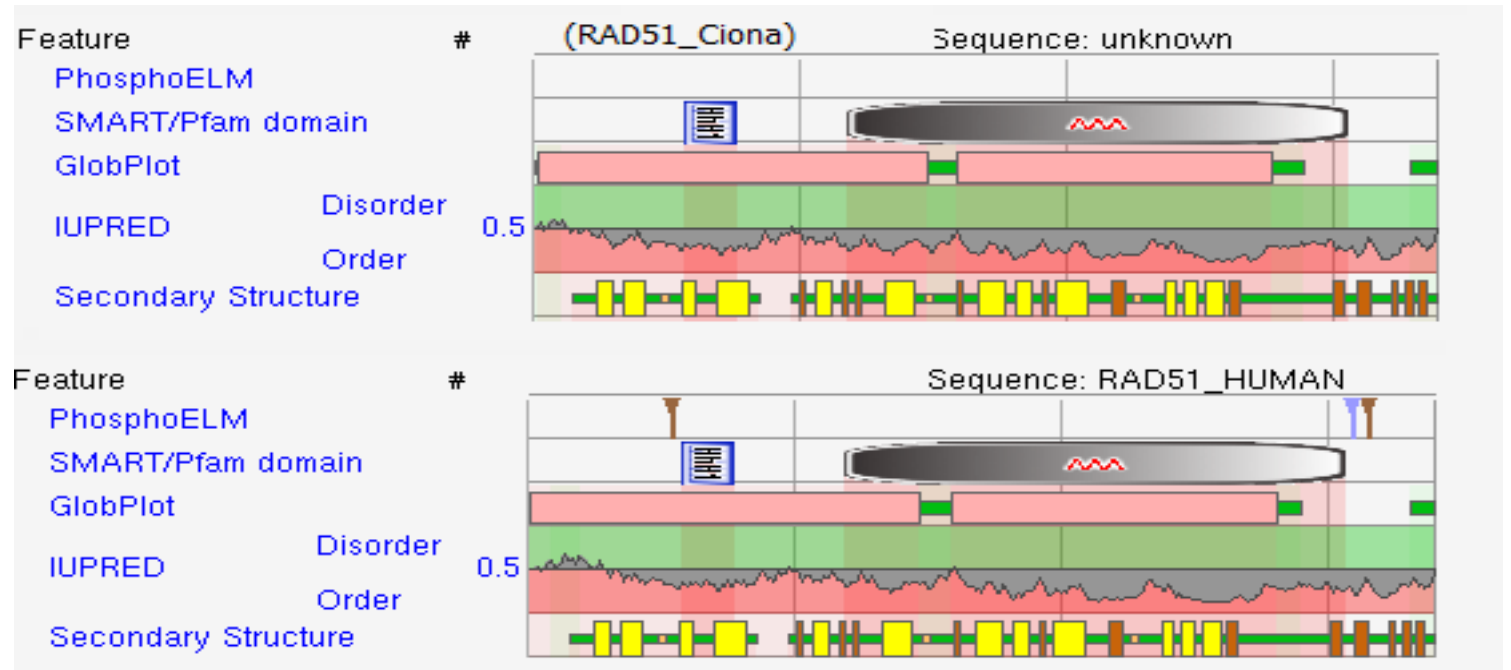 Feature # (RAD51_Ciona) Sequence: unknown
PhosphoELM
SMART/Pfam domain
GlobPlot
Disorder
IUPRED 0.5
Order
Secondary Structure
Feature # Sequence: RAD51_HUMAN
PhosphoELM
SMART/Pfam domain
GlobPlot
Disorder
IUPRED 0.5
Order
Secondary Structure